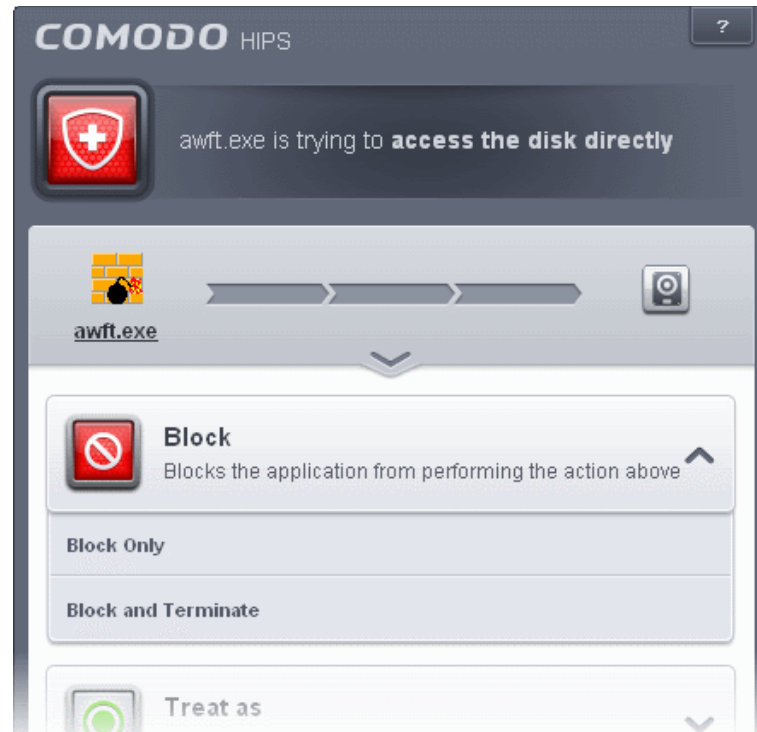 COMODO HIPS
?
awft.exe is trying to access the disk directly
awft.exe
Block
Blocks the application from performing the action above
Block Only
Block and Terminate
Treat as